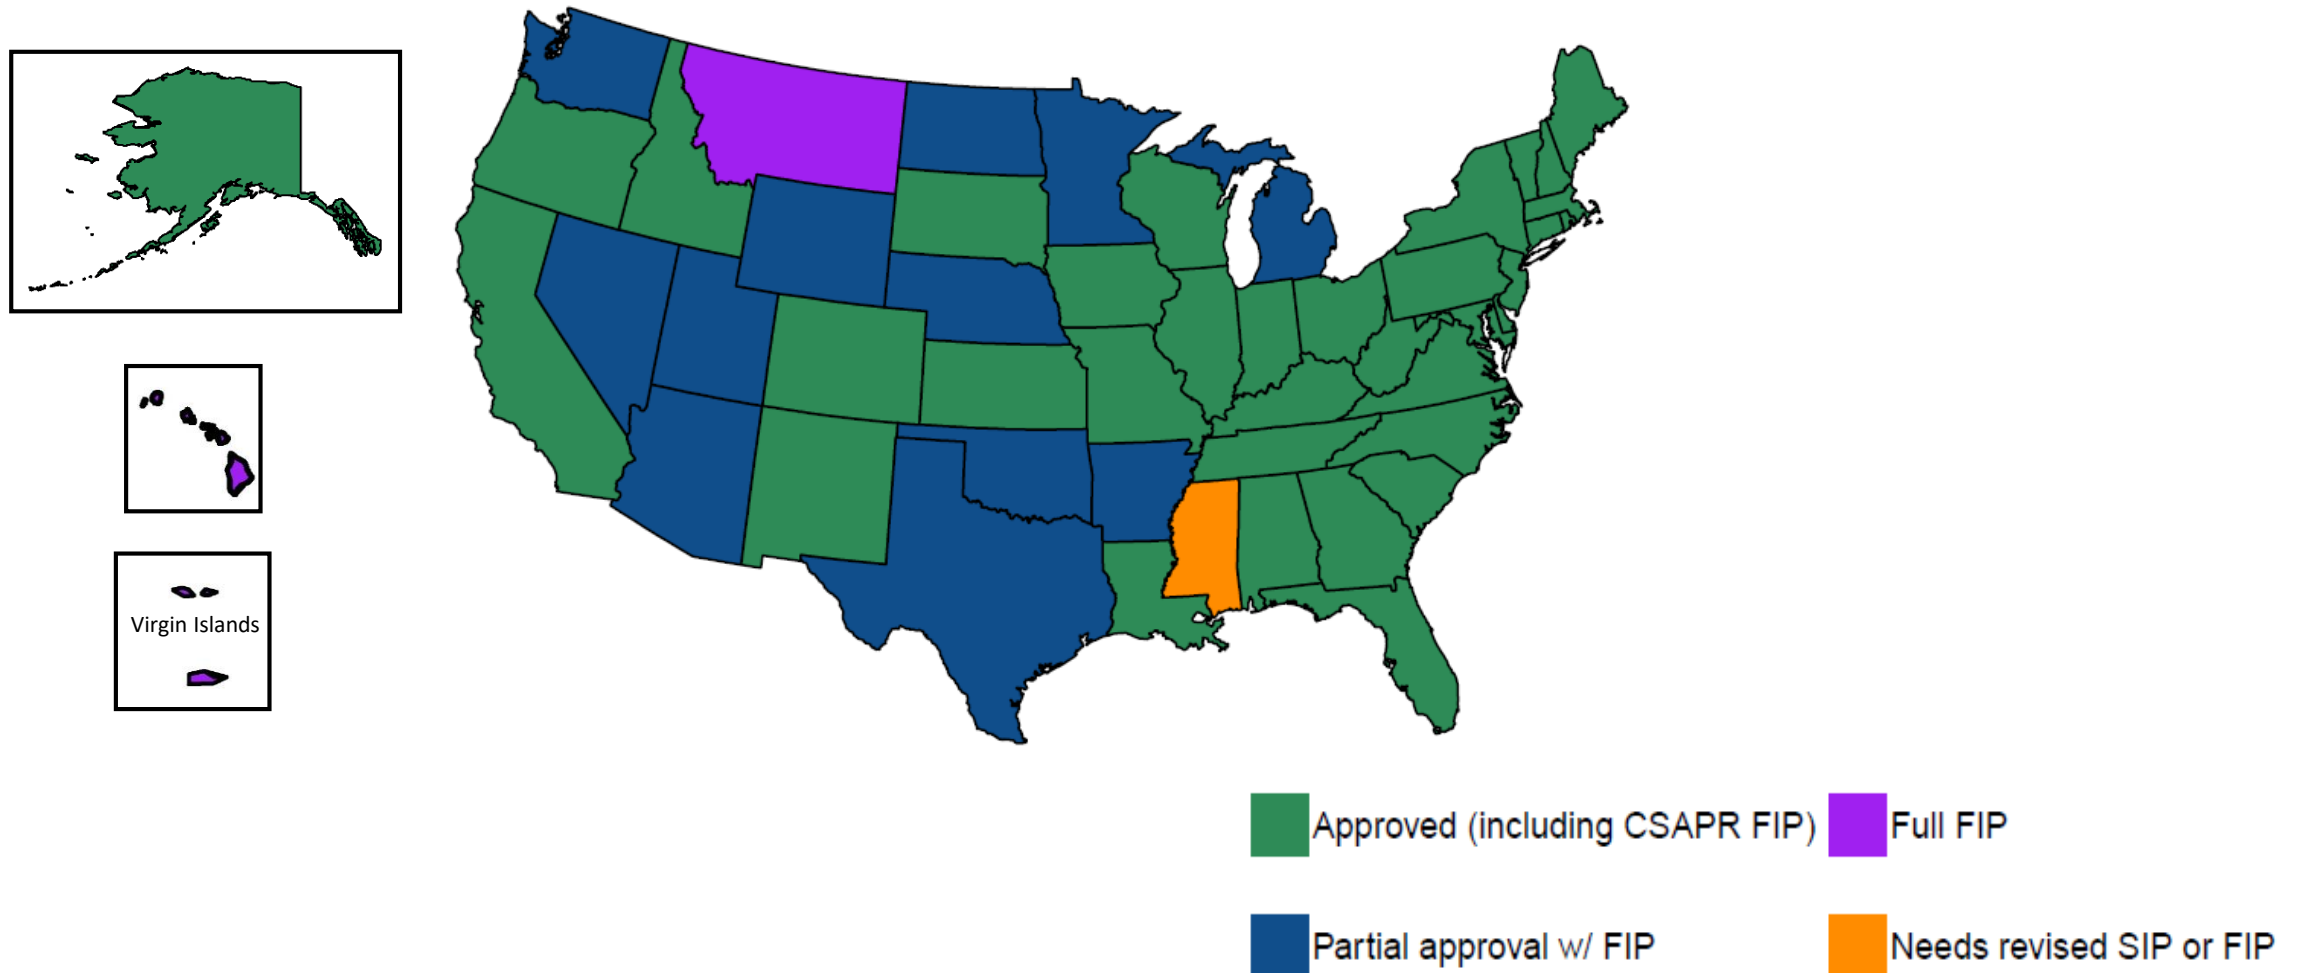 Virgin Islands
Approved (including CSAPR FIP)
Full FIP
Partial approval w/ FIP
Needs revised SIP or FIP